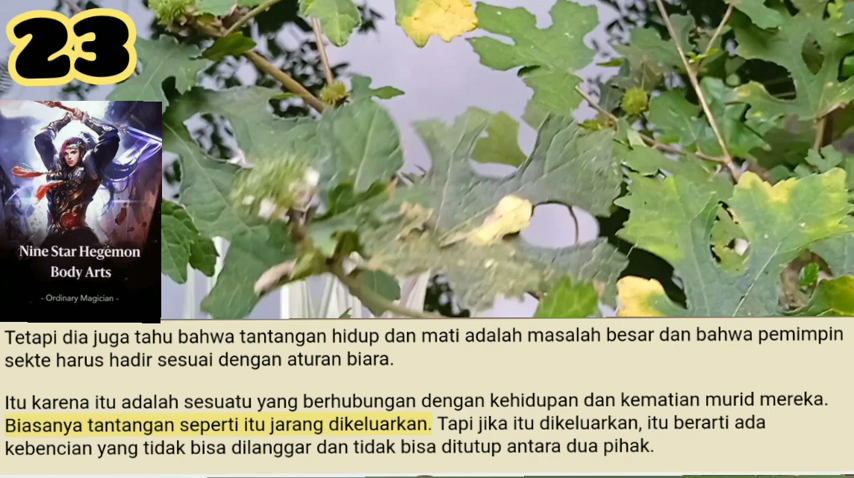 23
Nine Star Hegemon
Body Arts
- Ordinary Magician -
Tetapi dia juga tahu bahwa tantangan hidup dan mati adalah masalah besar dan bahwa pemimpin
sekte harus hadir sesuai dengan aturan biara.
Itu karena itu adalah sesuatu yang berhubungan dengan kehidupan dan kematian murid mereka.
Biasanya tantangan seperti itu jarang dikeluarkan. Tapi jika itu dikeluarkan, itu berarti ada
kebencian yang tidak bisa dilanggar dan tidak bisa ditutup antara dua pihak.